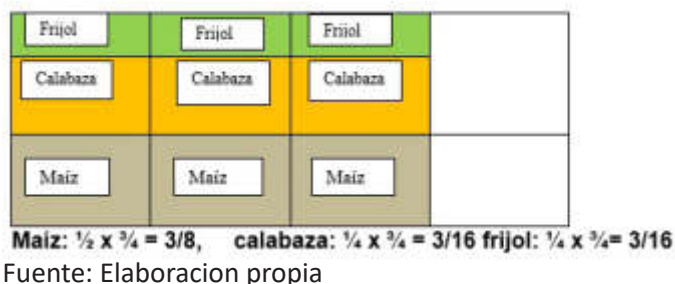 Frijol Frijol Frijol
Calabaza Calabaza Calabaza
Maíz Maíz Maíz
Maiz: ½ x ¾ = 3/8, calabaza: ¼ x ¾ = 3/16 frijol: ¼ x ¾= 3/16
Fuente: Elaboracion propia